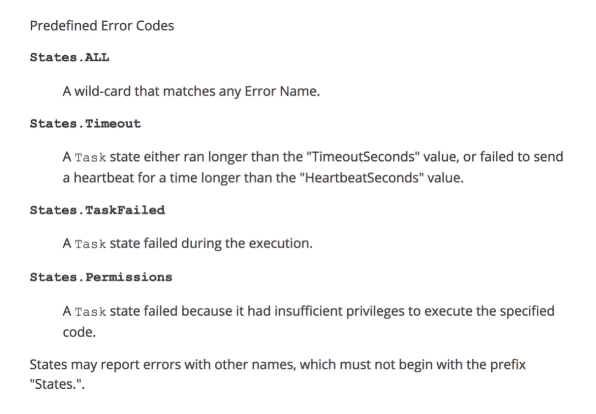 Predefined Error Codes
States.ALL
A wild-card that matches any Error Name.
States.Timeout
A Task state either ran longer than the "TimeoutSeconds" value, or failed to send
a heartbeat for a time longer than the "HeartbeatSeconds" value.
States.TaskFailed
A Task state failed during the execution.
States.Permissions
A Task state failed because it had insufficient privileges to execute the specified
code.
States may report errors with other names, which must not begin with the prefix
"States.".